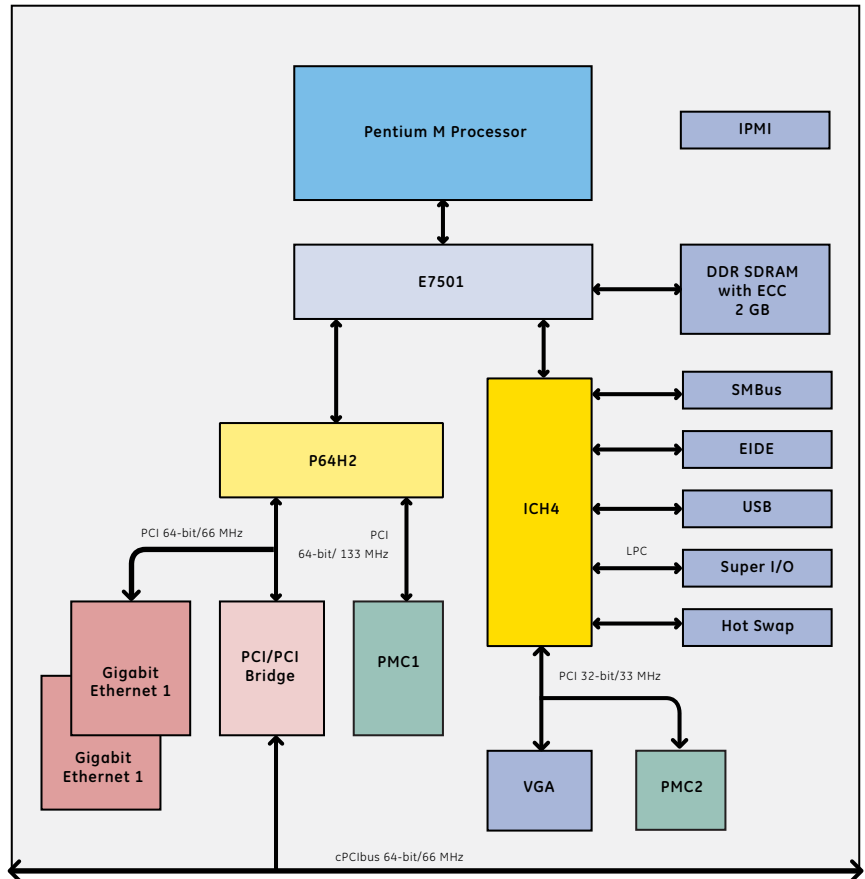 Pentium M Processor
IPMI
E7501
DDR SDRAM
with ECC
2 GB
SMBus
EIDE
P64H2
ICH4
USB
PCI 64-bit/66 MHz
PCI
64-bit/ 133 MHz
LPC
Super I/O
Hot Swap
Gigabit
Ethernet 1
PCI/PCI
Bridge
PMC1
PCI 32-bit/33 MHz
Gigabit
Ethernet 1
VGA
PMC2
cPCIbus 64-bit/66 MHz